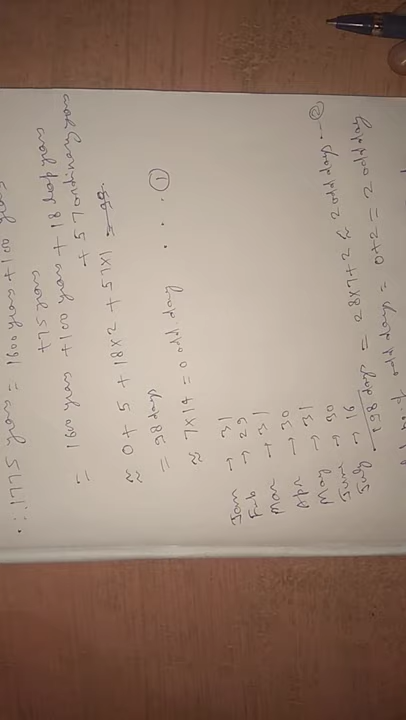 ∴ 1775 years = 1600 years + 100 years
+ 75 years
= 1600 years + 100 years + 18 leap years
+ 57 ordinary years
≈ 0 + 5 + 18×2 + 57×1
= 98 days
≈ 7×14 = 0 odd day . . . . ①
Jan → 31
Feb → 29
Mar → 31
Apr → 30
May → 31
Jun → 30
July → 16
198 days = 28×7+2 ≈ 2 odd days -- ②
odd days = 0+2 = 2 odd day